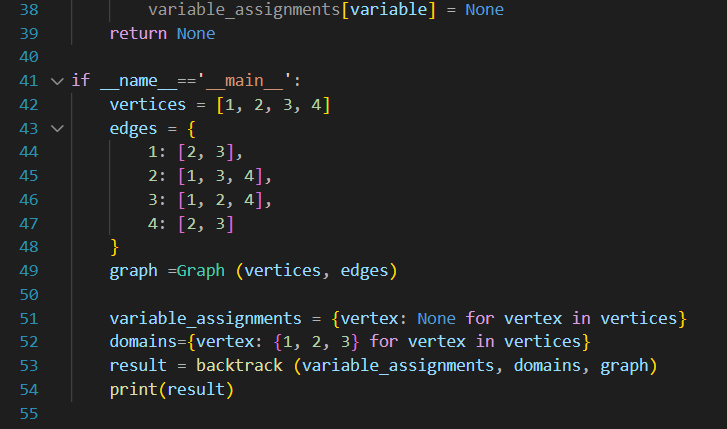 38 variable_assignments[variable] = None
39 return None
40
41 if __name__=='__main__':
42 vertices = [1, 2, 3, 4]
43 edges = {
44 1: [2, 3],
45 2: [1, 3, 4],
46 3: [1, 2, 4],
47 4: [2, 3]
48 }
49 graph =Graph (vertices, edges)
50
51 variable_assignments = {vertex: None for vertex in vertices}
52 domains={vertex: {1, 2, 3} for vertex in vertices}
53 result = backtrack (variable_assignments, domains, graph)
54 print(result)
55